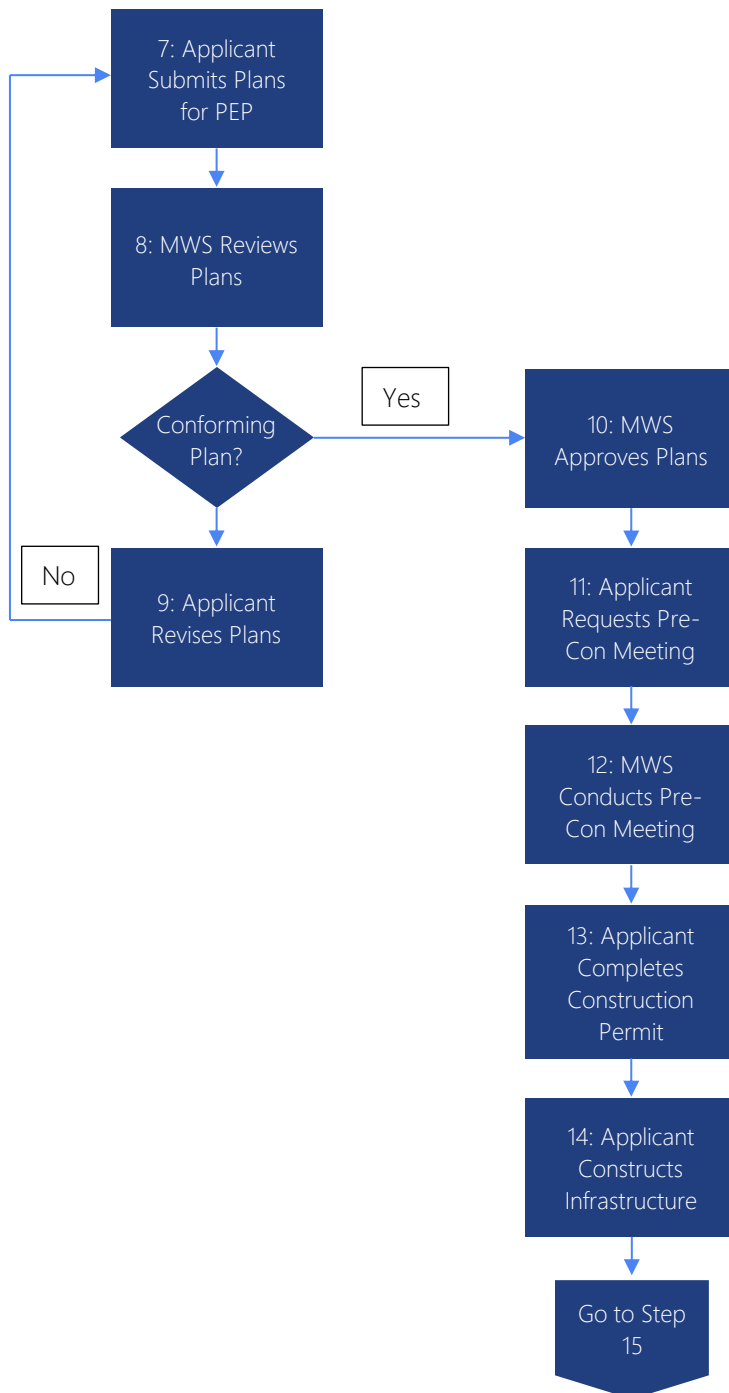 7: Applicant
Submits Plans
for PEP
8: MWS Reviews
Plans
Conforming
Plan?
Yes
No
9: Applicant
Revises Plans
10: MWS
Approves Plans
11: Applicant
Requests Pre-
Con Meeting
12: MWS
Conducts Pre-
Con Meeting
13: Applicant
Completes
Construction
Permit
14: Applicant
Constructs
Infrastructure
Go to Step
15